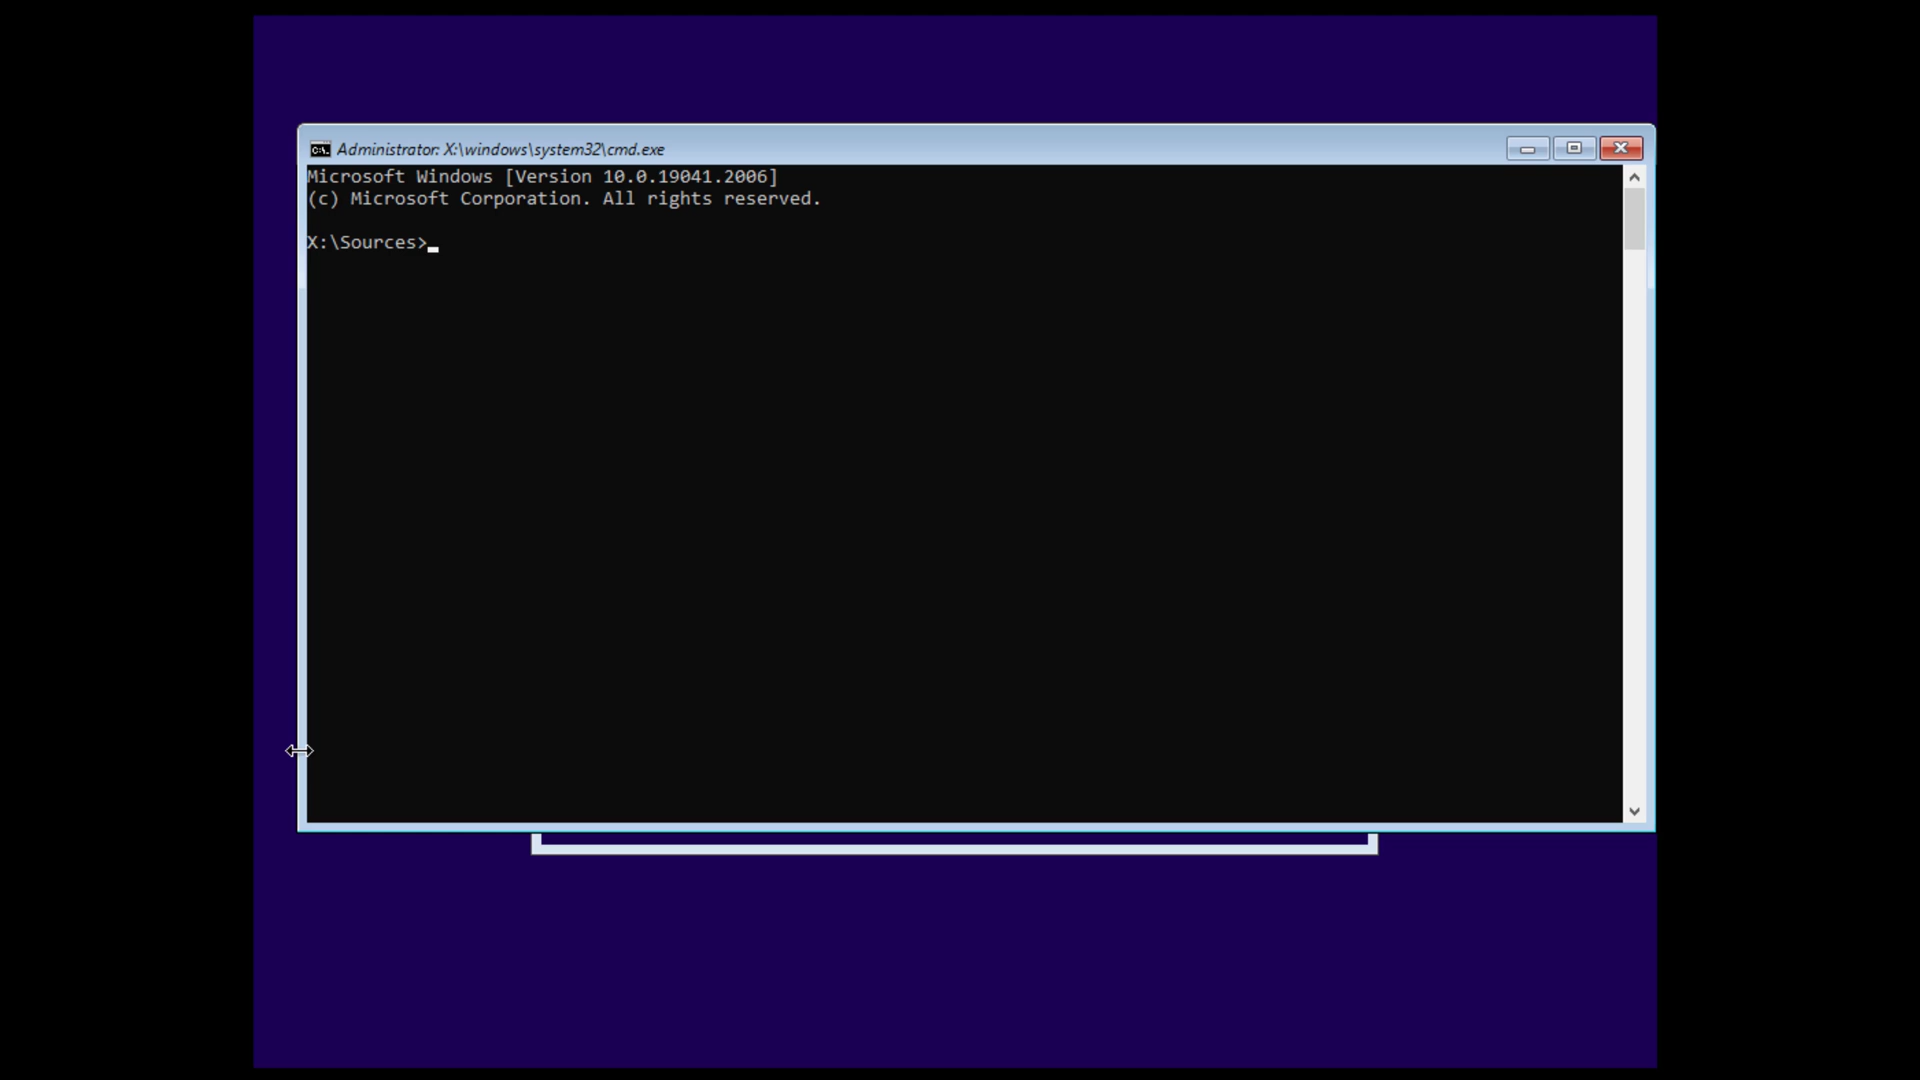 Administrator: X:\windows\system32\cmd.exe
Microsoft Windows [Version 10.0.19041.2006]
(c) Microsoft Corporation. All rights reserved.
X:\Sources>